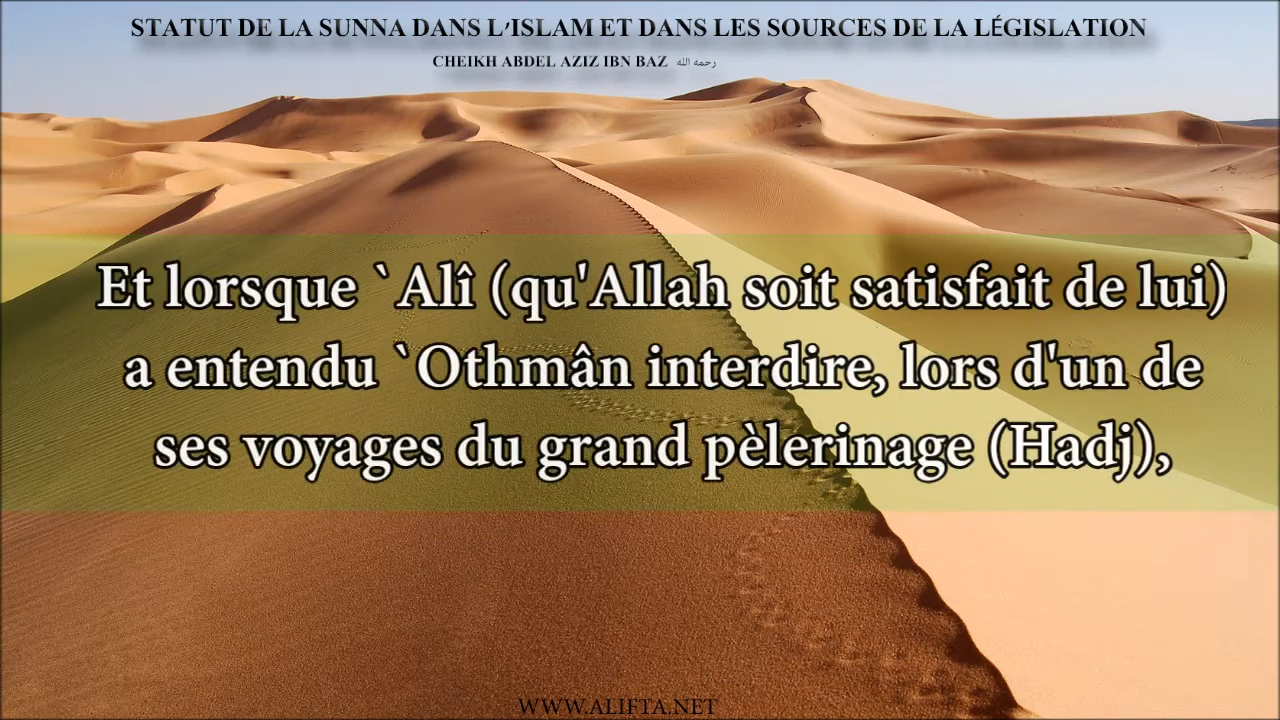 STATUT DE LA SUNNA DANS L'ISLAM ET DANS LES SOURCES DE LA LÉGISLATION
CHEIKH ABDEL AZIZ IBN BAZ رحمه الله
Et lorsque `Alî (qu'Allah soit satisfait de lui)
a entendu `Othmân interdire, lors d'un de
ses voyages du grand pèlerinage (Hadj),
WWW.ALIFTA.NET